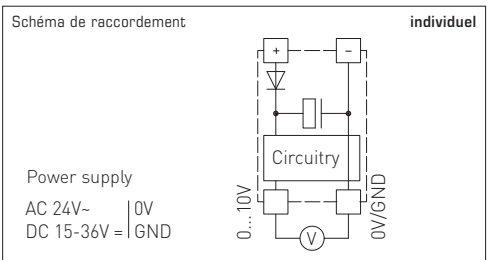 Schéma de raccordement
individuel
+
−
Circuitry
Power supply
AC 24V~ | 0V
DC 15-36V = | GND
0...10V
0V/GND
V